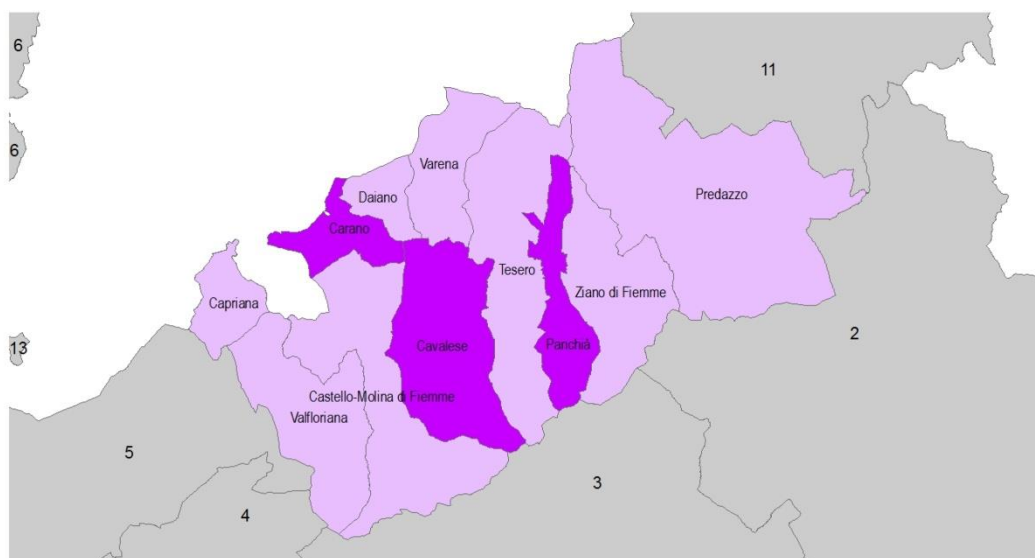 6
11
6
Varena
Daiano
Predazzo
Carano
Tesero
Capriana
Ziano di Fiemme
13
Cavalese
Panchià
2
Castello-Molina di Fiemme
Valfloriana
5
3
4